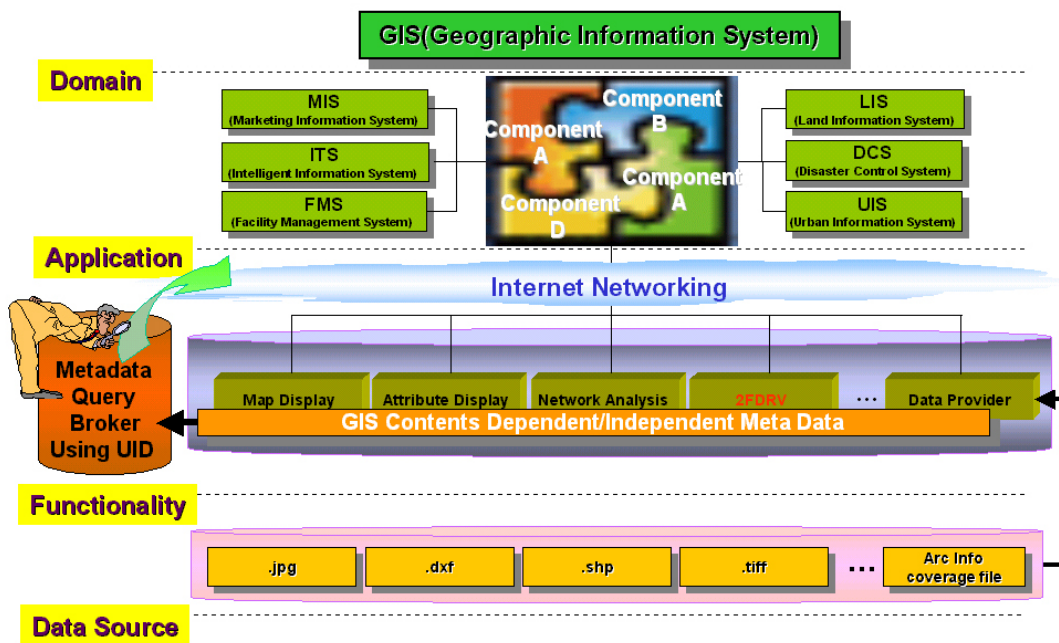 GIS(Geographic Information System)
Domain
MIS
(Marketing Information System)
ITS
(Intelligent Information System)
FMS
(Facility Management System)
Component
A
Component
B
Component
A
Component
D
LIS
(Land Information System)
DCS
(Disaster Control System)
UIS
(Urban Information System)
Application
Internet Networking
Metadata
Query
Broker
Using UID
Map Display
Attribute Display
Network Analysis
2FDRV
...
Data Provider
GIS Contents Dependent/Independent Meta Data
Functionality
.jpg
.dxf
.shp
.tiff
...
Arc Info
coverage file
Data Source